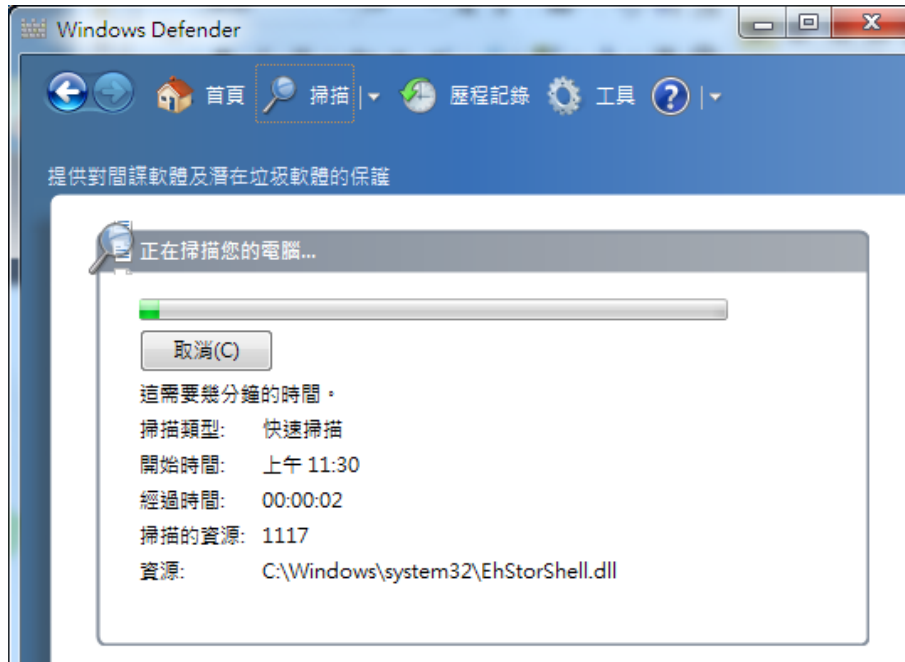 Windows Defender
首頁 掃描 歷程記錄 工具 ?
提供對間諜軟體及潛在垃圾軟體的保護
正在掃描您的電腦...
取消(C)
這需要幾分鐘的時間。
掃描類型: 快速掃描
開始時間: 上午 11:30
經過時間: 00:00:02
掃描的資源: 1117
資源: C:\Windows\system32\EhStorShell.dll